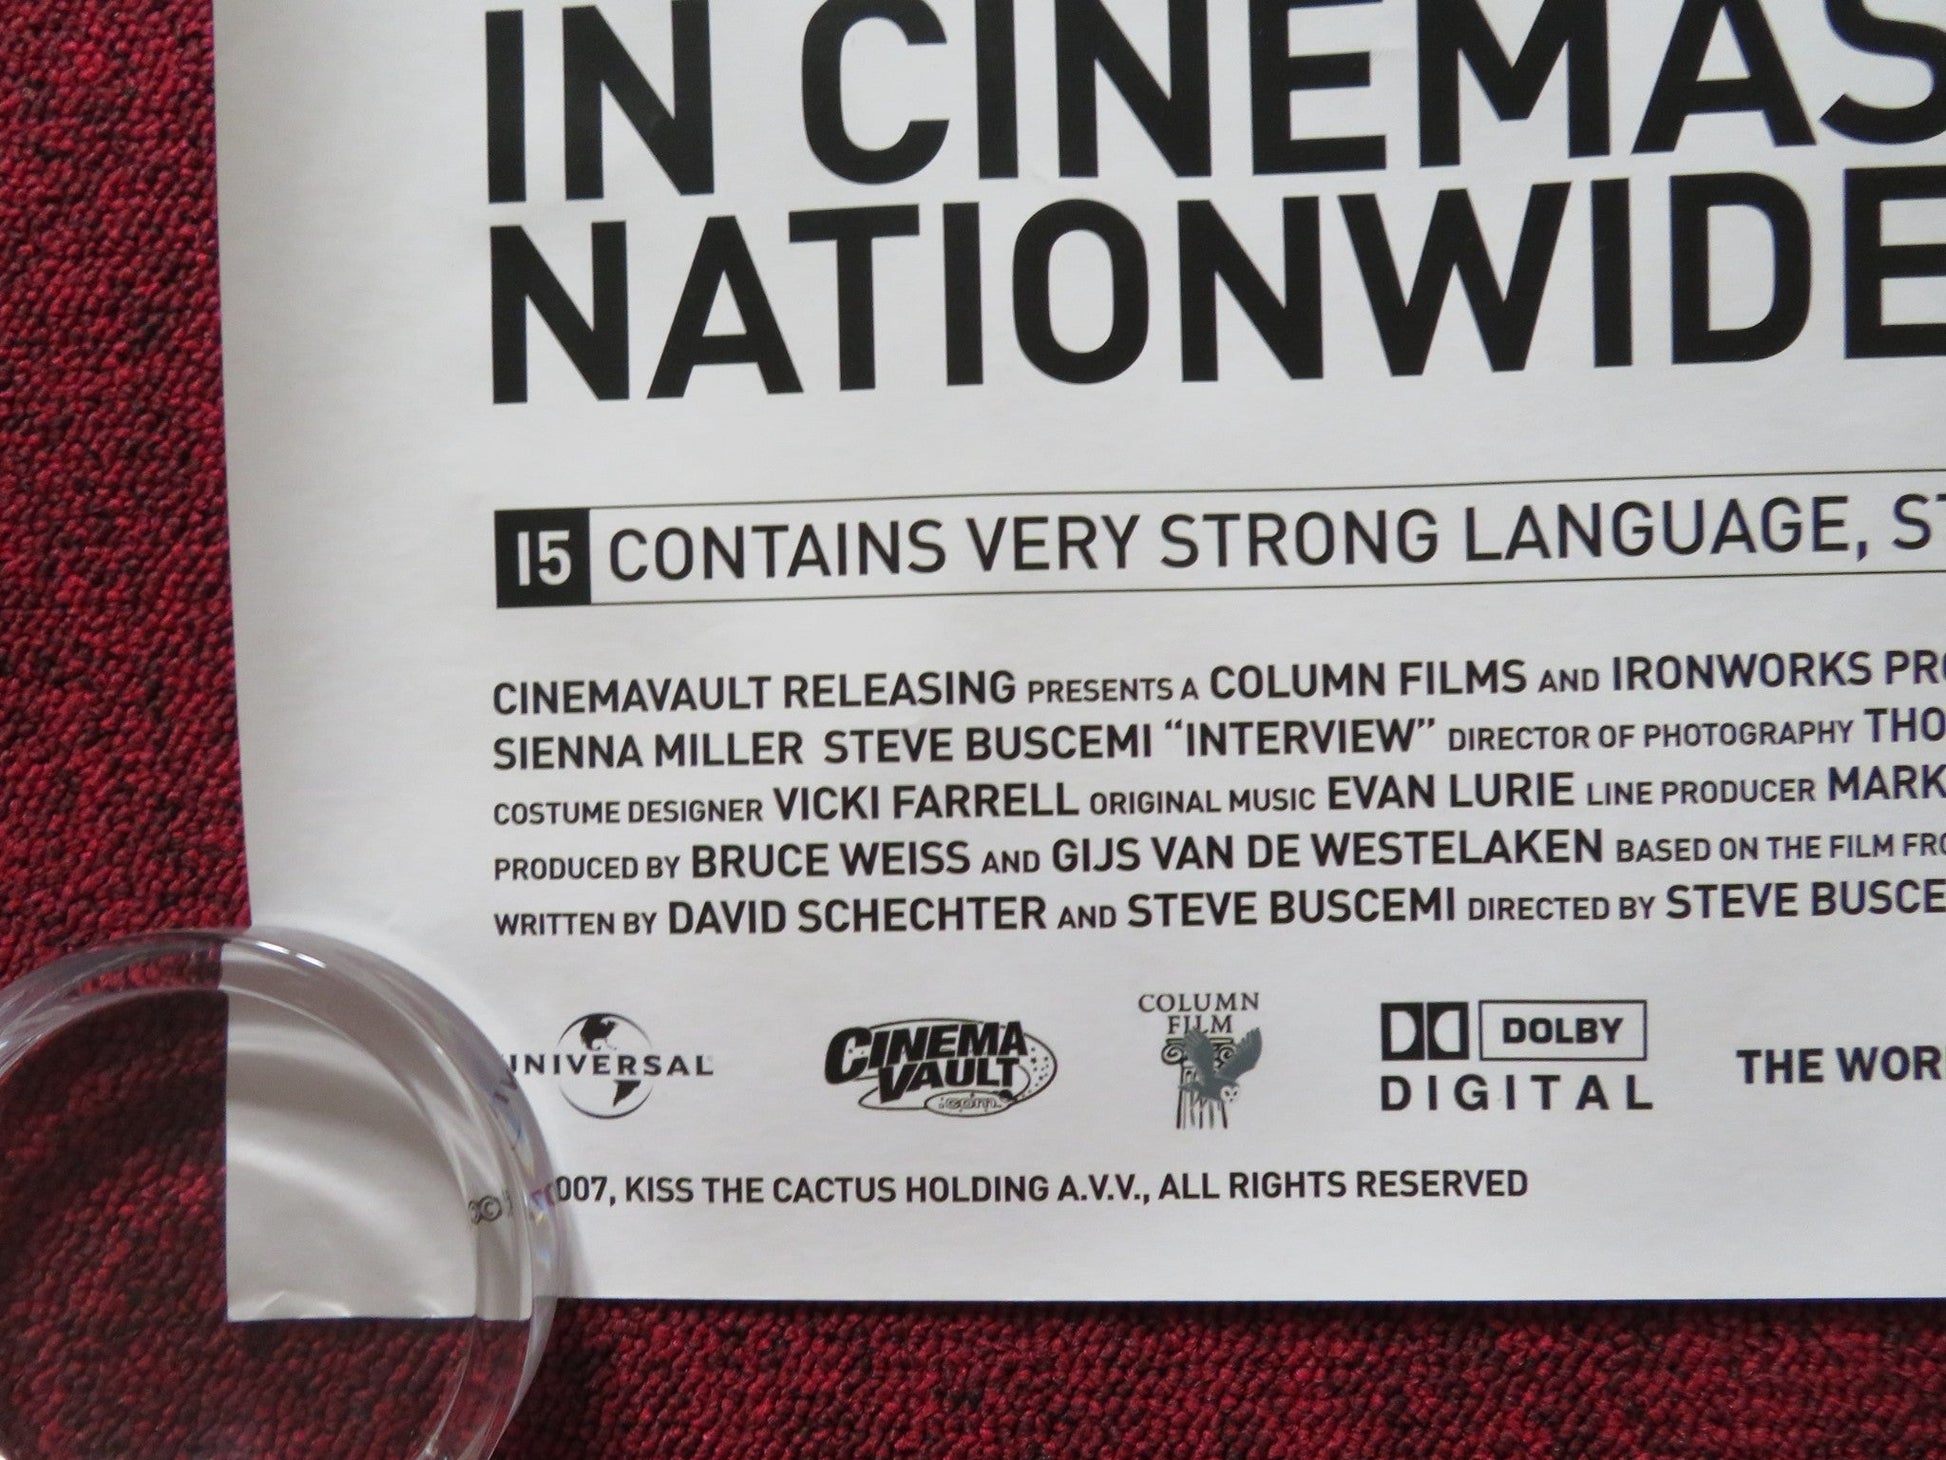 IN CINEMAS
NATIONWIDE
15 CONTAINS VERY STRONG LANGUAGE, ST
CINEMAVAULT RELEASING PRESENTS A COLUMN FILMS AND IRONWORKS PRO
SIENNA MILLER STEVE BUSCEMI “INTERVIEW” DIRECTOR OF PHOTOGRAPHY THO
COSTUME DESIGNER VICKI FARRELL ORIGINAL MUSIC EVAN LURIE LINE PRODUCER MARK
PRODUCED BY BRUCE WEISS AND GIJS VAN DE WESTELAKEN BASED ON THE FILM FRO
WRITTEN BY DAVID SCHECHTER AND STEVE BUSCEMI DIRECTED BY STEVE BUSCE
UNIVERSAL
CINEMA
VAULT
.com
COLUMN
FILM
DOLBY
DIGITAL
THE WOR
007, KISS THE CACTUS HOLDING A.V.V., ALL RIGHTS RESERVED